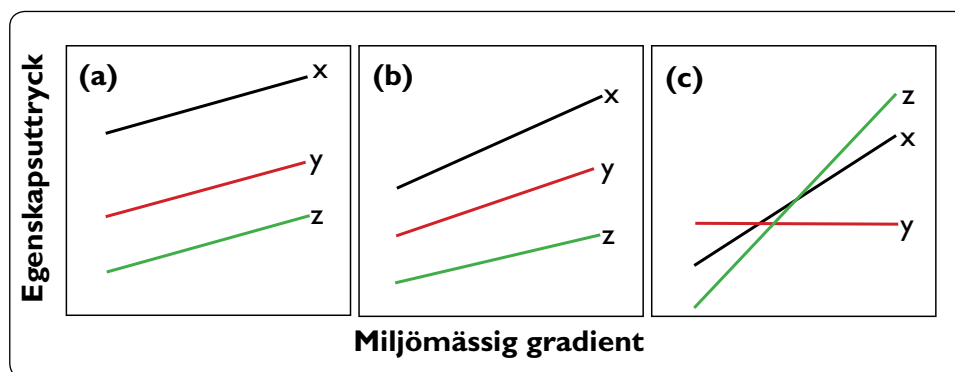 Egenskapsuttryck
(a)
x
y
z
(b)
x
y
z
(c)
z
x
y
Miljömässig gradient